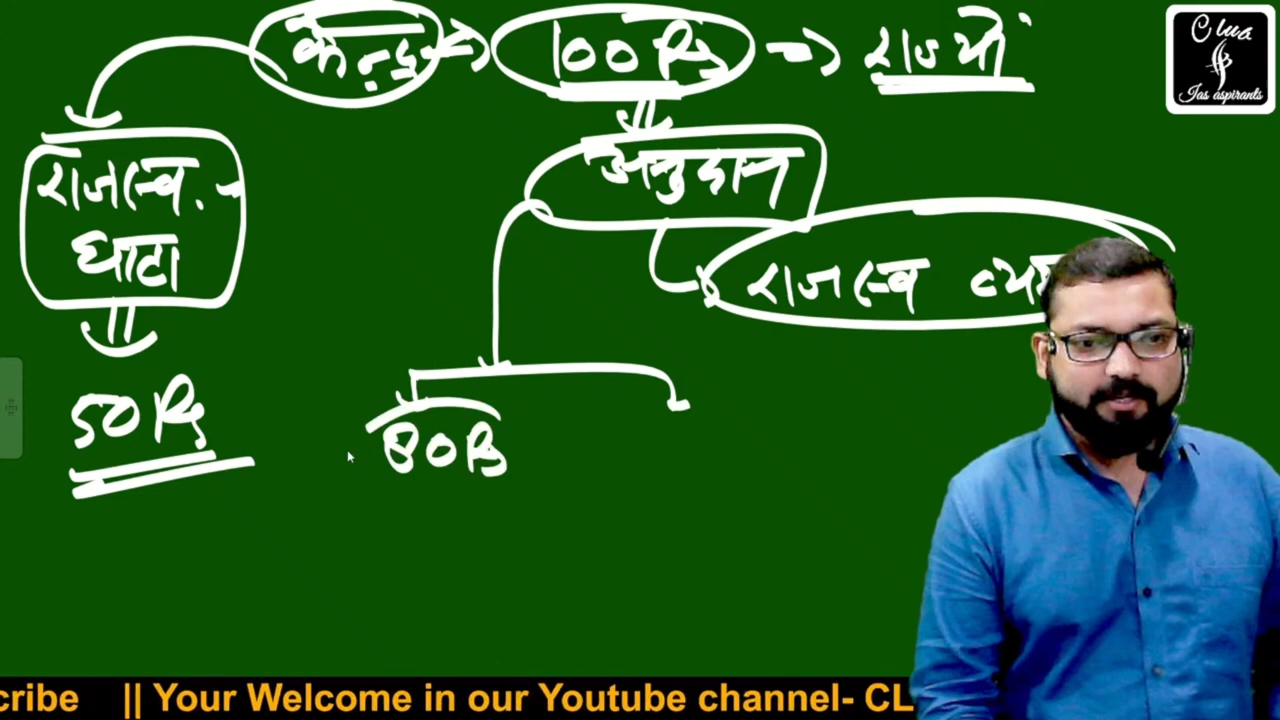 केन्द्र => 100 Rs => राज्यों
राजस्व
घाटा
50 Rs
अनुदान
राजस्व व्यय
80 Rs
Clua
Ias aspirants
cribe || Your Welcome in our Youtube channel- CL